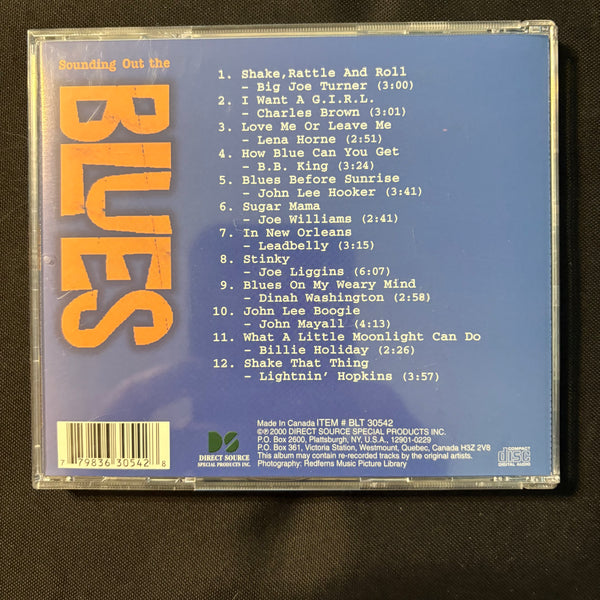 Sounding Out the
BLUES
1. Shake,Rattle And Roll
- Big Joe Turner (3:00)
2. I Want A G.I.R.L.
- Charles Brown (3:01)
3. Love Me Or Leave Me
- Lena Horne (2:51)
4. How Blue Can You Get
- B.B. King (3:24)
5. Blues Before Sunrise
- John Lee Hooker (3:41)
6. Sugar Mama
- Joe Williams (2:41)
7. In New Orleans
- Leadbelly (3:15)
8. Stinky
- Joe Liggins (6:07)
9. Blues On My Weary Mind
- Dinah Washington (2:58)
10. John Lee Boogie
- John Mayall (4:13)
11. What A Little Moonlight Can Do
- Billie Holiday (2:26)
12. Shake That Thing
- Lightnin' Hopkins (3:57)
7 79836 30542 8
DS
DIRECT SOURCE
SPECIAL PRODUCTS INC.
Made In Canada ITEM # BLT 30542
©℗ 2000 DIRECT SOURCE SPECIAL PRODUCTS INC.
P.O. Box 2600, Plattsburgh, NY, U.S.A., 12901-0229
P.O. Box 361, Victoria Station, Westmount, Quebec, Canada H3Z 2V8
This album may contain re-recorded tracks by the original artists.
Photography: Redferns Music Picture Library
COMPACT
disc
DIGITAL AUDIO